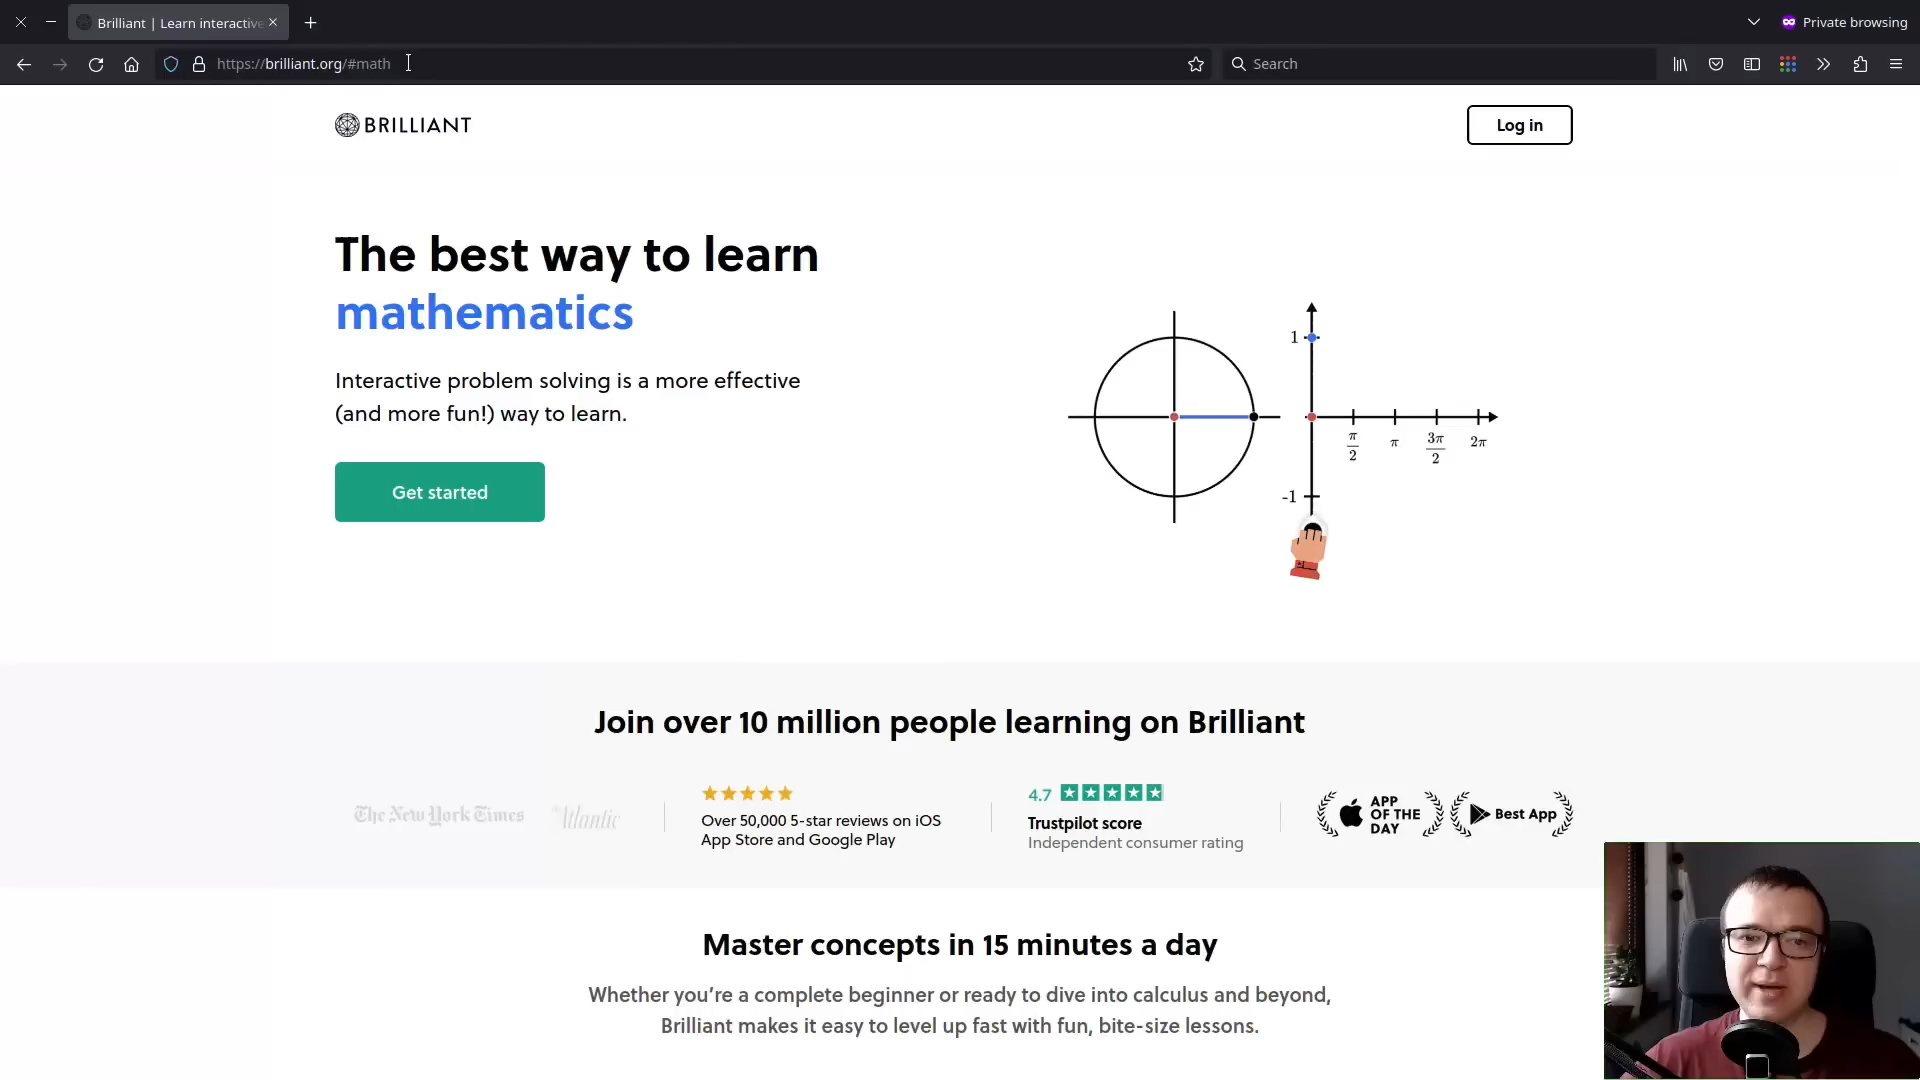 Brilliant | Learn interactive
Private browsing
https://brilliant.org/#math
Search
BRILLIANT
Log in
The best way to learn
mathematics
Interactive problem solving is a more effective
(and more fun!) way to learn.
Get started
1
-1
π/2
π
3π/2
2π
Join over 10 million people learning on Brilliant
The New York Times
The Atlantic
Over 50,000 5-star reviews on iOS
App Store and Google Play
4.7
Trustpilot score
Independent consumer rating
APP
OF THE
DAY
Best App
Master concepts in 15 minutes a day
Whether you’re a complete beginner or ready to dive into calculus and beyond,
Brilliant makes it easy to level up fast with fun, bite-size lessons.